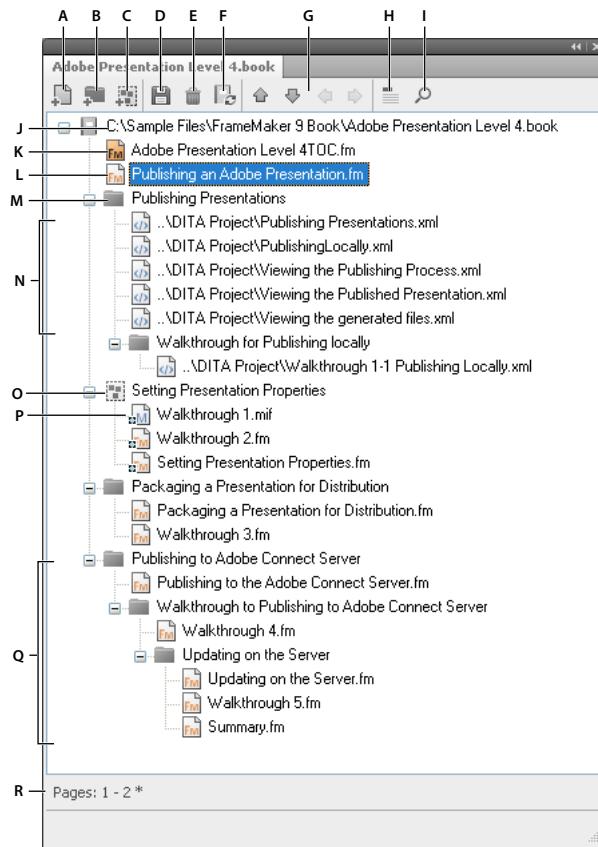 A B C D E F G H I
Adobe Presentation Level 4.book
J C:\Sample Files\FrameMaker 9 Book\Adobe Presentation Level 4.book
K Adobe Presentation Level 4TOC.fm
L Publishing an Adobe Presentation.fm
M Publishing Presentations
..\DITA Project\Publishing Presentations.xml
..\DITA Project\PublishingLocally.xml
N ..\DITA Project\Viewing the Publishing Process.xml
..\DITA Project\Viewing the Published Presentation.xml
..\DITA Project\Viewing the generated files.xml
Walkthrough for Publishing locally
..\DITA Project\Walkthrough 1-1 Publishing Locally.xml
O Setting Presentation Properties
P Walkthrough 1.mif
Walkthrough 2.fm
Setting Presentation Properties.fm
Packaging a Presentation for Distribution
Packaging a Presentation for Distribution.fm
Walkthrough 3.fm
Publishing to Adobe Connect Server
Publishing to the Adobe Connect Server.fm
Walkthrough to Publishing to Adobe Connect Server
Walkthrough 4.fm
Q Updating on the Server
Updating on the Server.fm
Walkthrough 5.fm
Summary.fm
R Pages: 1 - 2 *